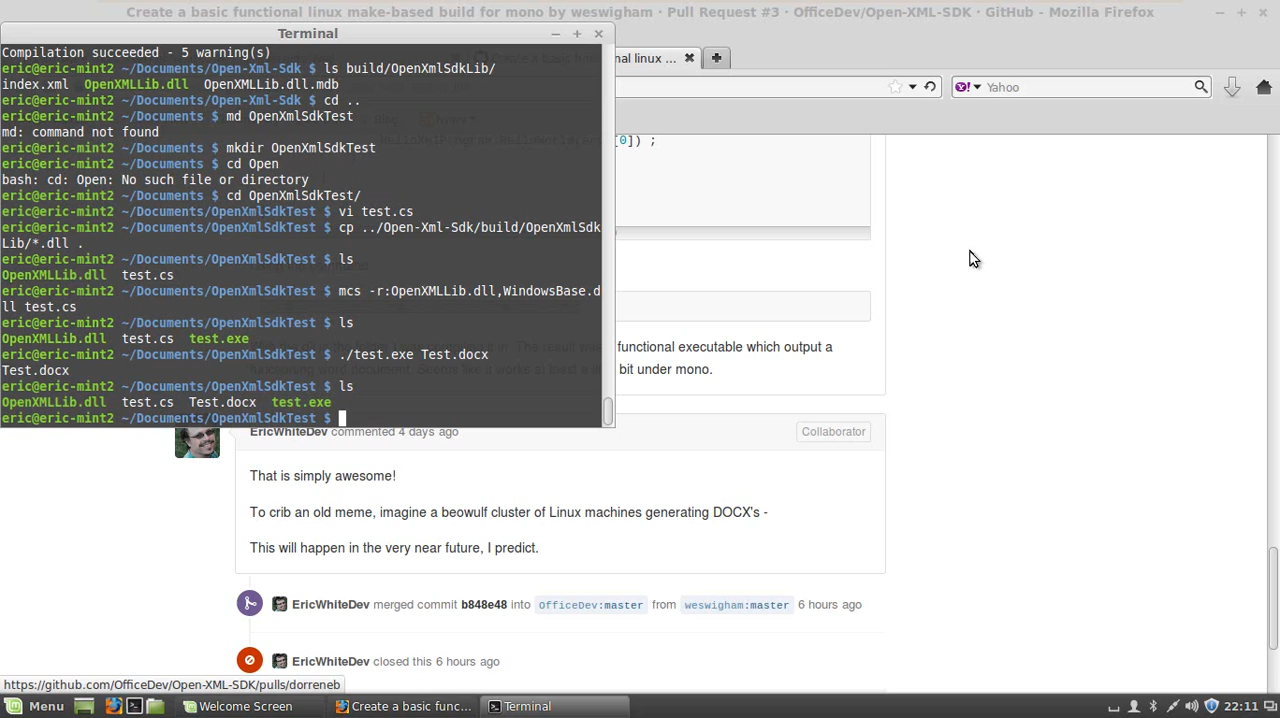 Create a basic functional linux make-based build for mono by weswigham · Pull Request #3 · OfficeDev/Open-XML-SDK · GitHub - Mozilla Firefox
Terminal
Compilation succeeded - 5 warning(s)
eric@eric-mint2 ~/Documents/Open-Xml-Sdk $ ls build/OpenXmlSdkLib/
index.xml OpenXMLLib.dll OpenXMLLib.dll.mdb
eric@eric-mint2 ~/Documents/Open-Xml-Sdk $ cd ..
eric@eric-mint2 ~/Documents $ md OpenXmlSdkTest
md: command not found
eric@eric-mint2 ~/Documents $ mkdir OpenXmlSdkTest
eric@eric-mint2 ~/Documents $ cd Open
bash: cd: Open: No such file or directory
eric@eric-mint2 ~/Documents $ cd OpenXmlSdkTest/
eric@eric-mint2 ~/Documents/OpenXmlSdkTest $ vi test.cs
eric@eric-mint2 ~/Documents/OpenXmlSdkTest $ cp ../Open-Xml-Sdk/build/OpenXmlSdk
Lib/*.dll .
eric@eric-mint2 ~/Documents/OpenXmlSdkTest $ ls
OpenXMLLib.dll test.cs
eric@eric-mint2 ~/Documents/OpenXmlSdkTest $ mcs -r:OpenXMLLib.dll,WindowsBase.d
ll test.cs
eric@eric-mint2 ~/Documents/OpenXmlSdkTest $ ls
OpenXMLLib.dll test.cs test.exe
eric@eric-mint2 ~/Documents/OpenXmlSdkTest $ ./test.exe Test.docx
Test.docx
eric@eric-mint2 ~/Documents/OpenXmlSdkTest $ ls
OpenXMLLib.dll test.cs Test.docx test.exe
eric@eric-mint2 ~/Documents/OpenXmlSdkTest $
nal linux ...
Yahoo
[0]) ;
functional executable which output a
bit under mono.
EricWhiteDev commented 4 days ago
Collaborator
That is simply awesome!
To crib an old meme, imagine a beowulf cluster of Linux machines generating DOCX's -
This will happen in the very near future, I predict.
EricWhiteDev merged commit b848e48 into OfficeDev:master from weswigham:master 6 hours ago
EricWhiteDev closed this 6 hours ago
https://github.com/OfficeDev/Open-XML-SDK/pulls/dorreneb
Menu
Welcome Screen
Create a basic func...
Terminal
22:11